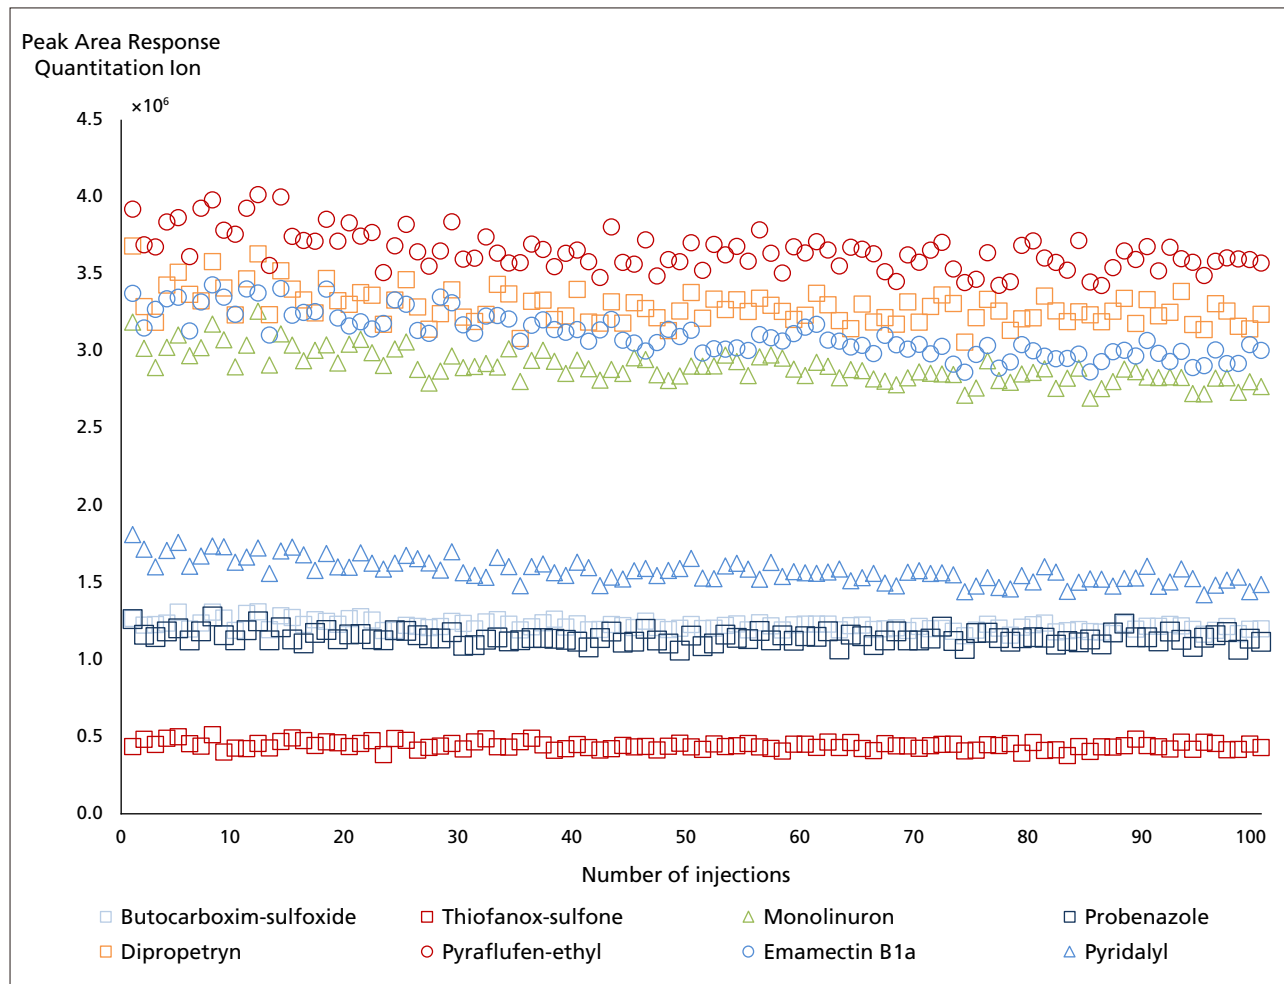 Peak Area Response
Quantitation Ion
×10⁶
4.5
4.0
3.5
3.0
2.5
2.0
1.5
1.0
0.5
0.0
0 10 20 30 40 50 60 70 80 90 100
Number of injections
Butocarboxim-sulfoxide Thiofanox-sulfone Monolinuron Probenazole
Dipropetryn Pyraflufen-ethyl Emamectin B1a Pyridalyl